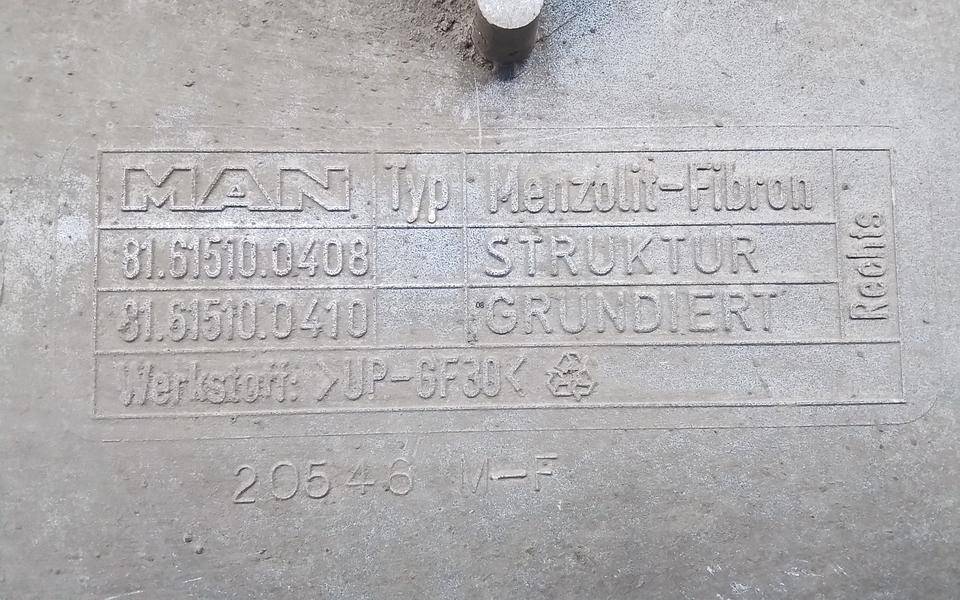 MAN Typ Menzolit-Fibron
81.61510.0408 STRUKTUR
81.61510.0410 GRUNDIERT
Rechts
Werkstoff: >UP-GF30<
20546 M-F